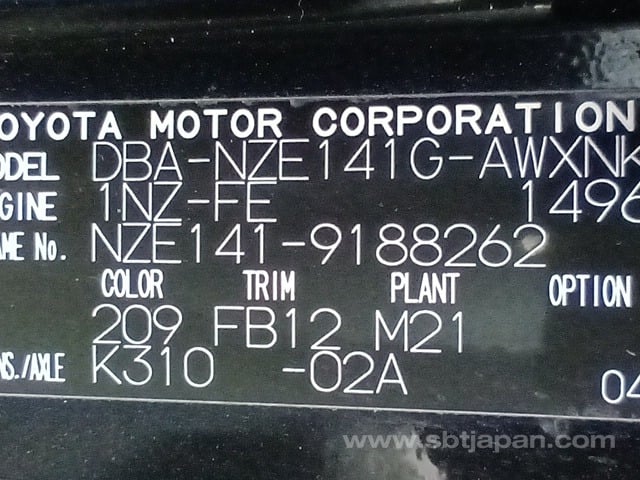 OYOTA MOTOR CORPORATION
ODEL DBA-NZE141G-AWXNK
GINE 1NZ-FE 1496
AME No. NZE141-9188262
COLOR TRIM PLANT OPTION
209 FB12 M21
NS./AXLE K310 -02A 04
www.sbtjapan.com